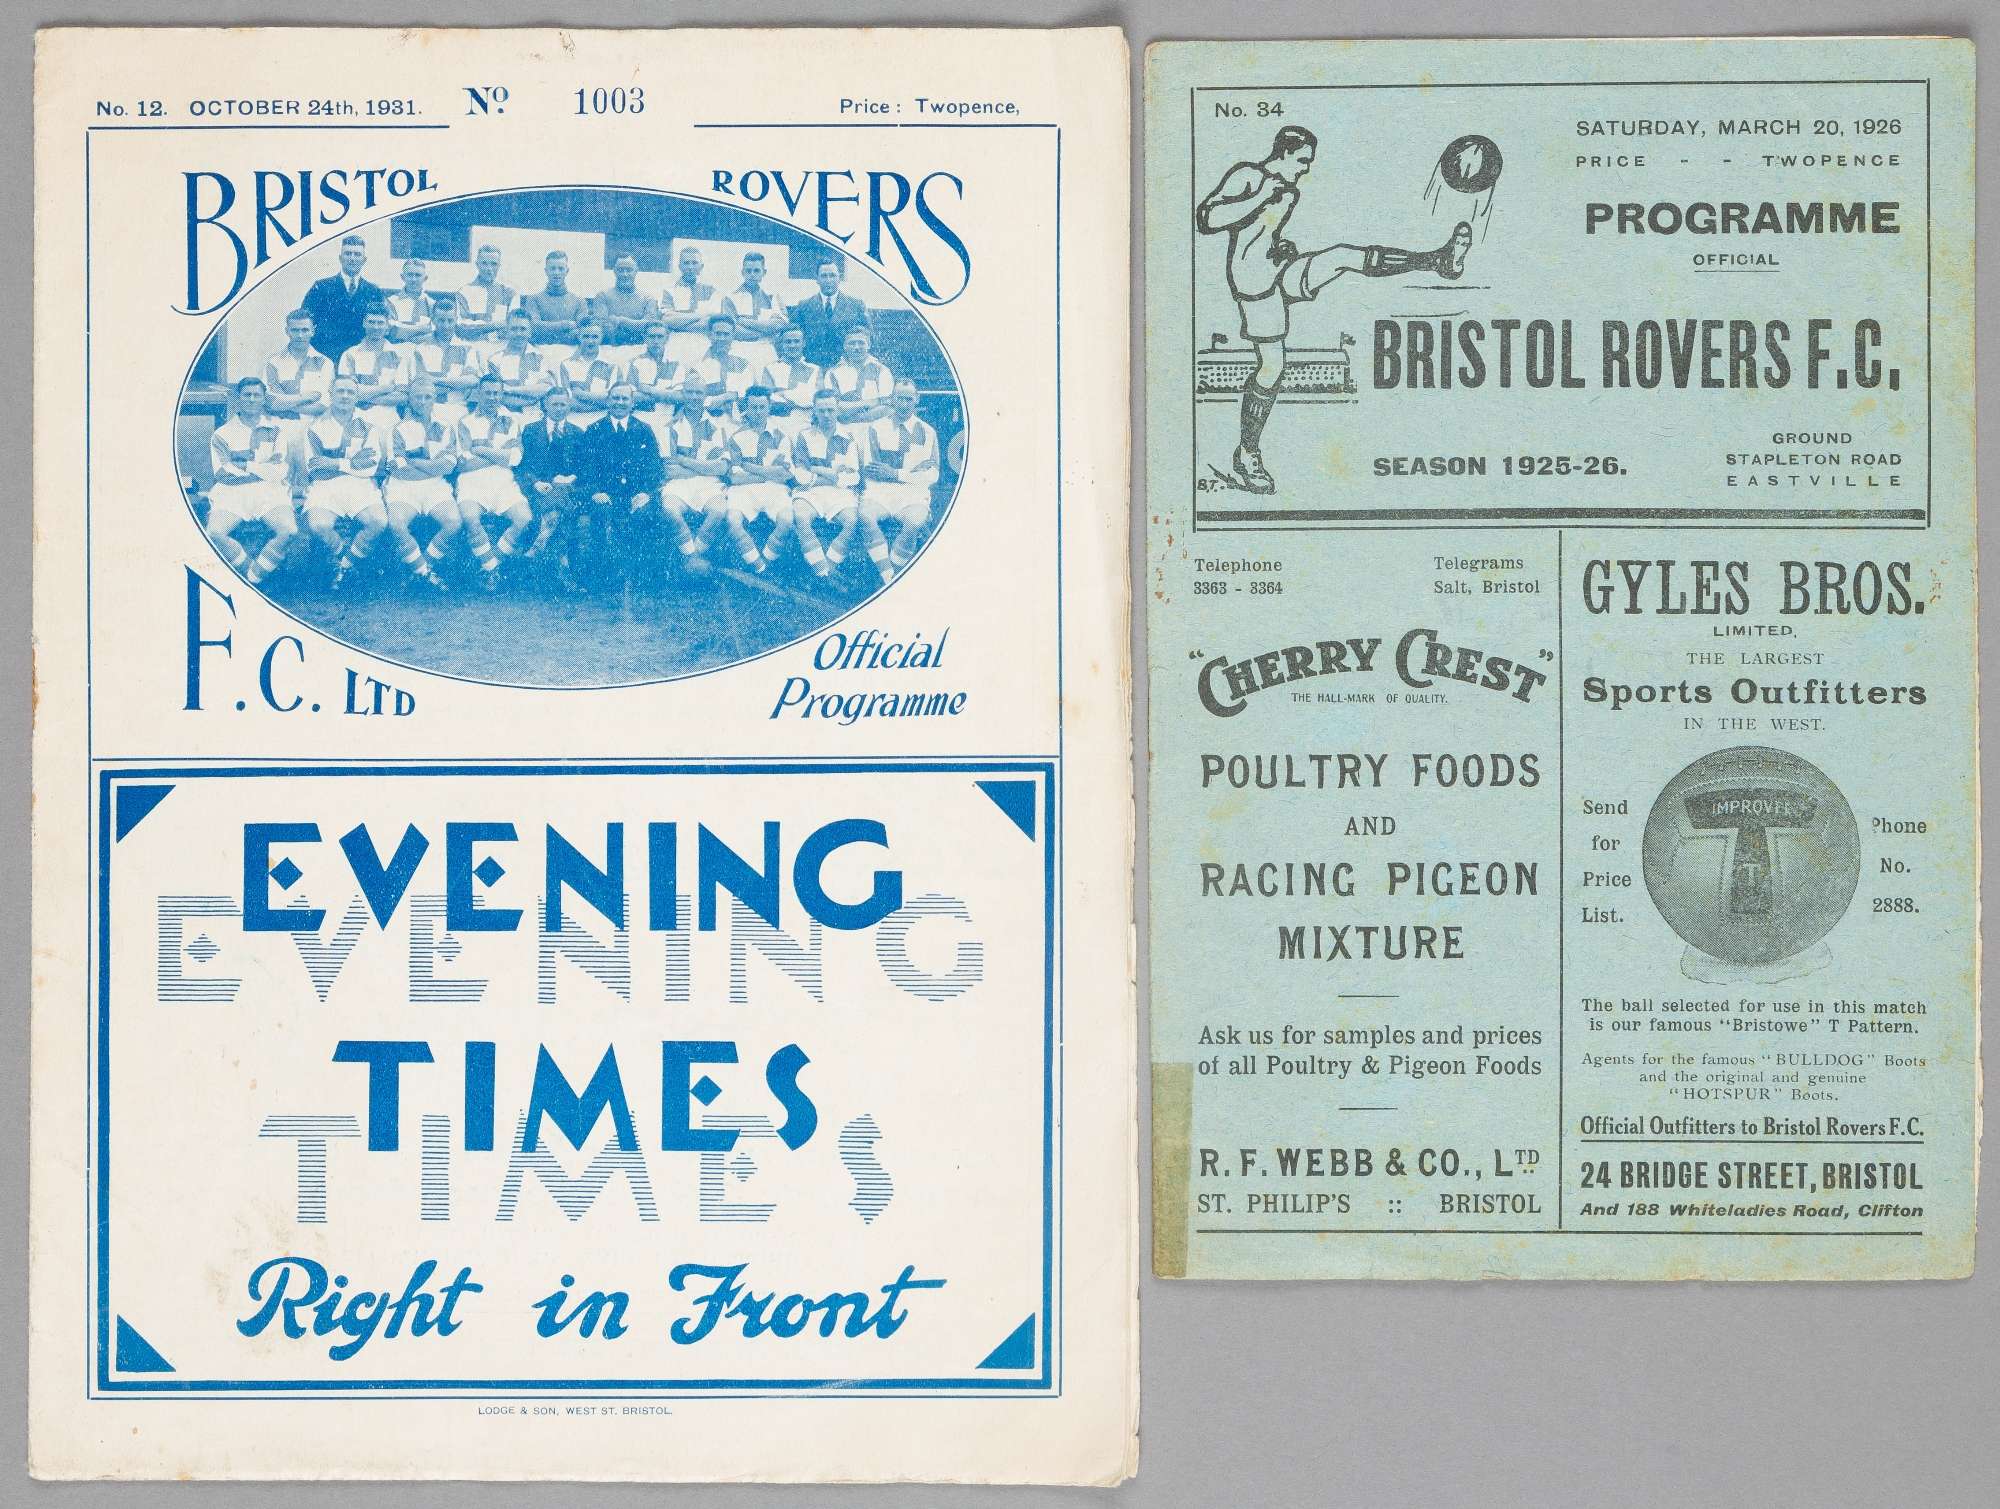 No. 12. OCTOBER 24th, 1931. No. 1003 Price: Twopence,
BRISTOL ROVERS
F.C. LTD
Official
Programme
EVENING
EVENING
TIMES
TIMES
Right in Front
LODGE & SON, WEST ST. BRISTOL.
No. 34
SATURDAY, MARCH 20, 1926
PRICE - - TWOPENCE
PROGRAMME
OFFICIAL
BRISTOL ROVERS F.C.
SEASON 1925-26.
GROUND
STAPLETON ROAD
EASTVILLE
B.T.
Telephone
3363 - 3364
Telegrams
Salt, Bristol
"CHERRY CREST"
THE HALL-MARK OF QUALITY.
POULTRY FOODS
AND
RACING PIGEON
MIXTURE
Ask us for samples and prices
of all Poultry & Pigeon Foods
R. F. WEBB & CO., LTD
ST. PHILIP'S :: BRISTOL
GYLES BROS.
LIMITED,
THE LARGEST
Sports Outfitters
IN THE WEST.
Send
for
Price
List.
IMPROVED
T
T
Phone
No.
2888.
The ball selected for use in this match
is our famous "Bristowe" T Pattern.
Agents for the famous "BULLDOG" Boots
and the original and genuine
"HOTSPUR" Boots.
Official Outfitters to Bristol Rovers F.C.
24 BRIDGE STREET, BRISTOL
And 188 Whiteladies Road, Clifton